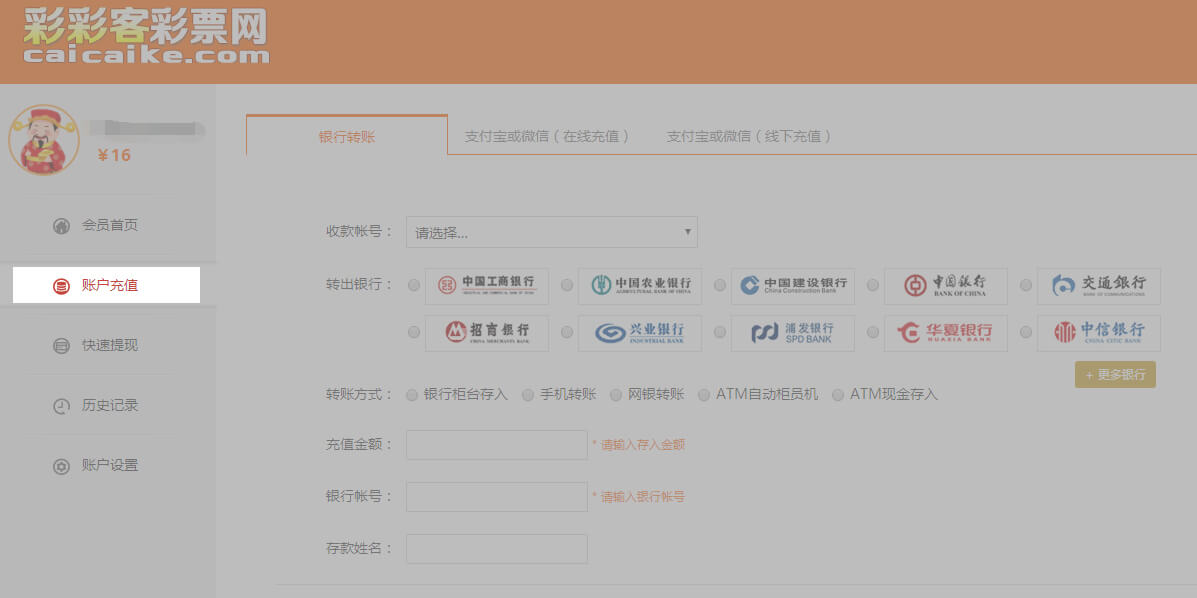 彩彩客彩票网
caicaike.com
￥16
会员首页
账户充值
快速提现
历史记录
账户设置
银行转账 支付宝或微信（在线充值） 支付宝或微信（线下充值）
收款帐号： 请选择...
转出银行： 中国工商银行 中国农业银行 中国建设银行 中国银行 交通银行
INDUSTRIAL AND COMMERCIAL BANK OF CHINA AGRICULTURAL BANK OF CHINA China Construction Bank BANK OF CHINA BANK OF COMMUNICATIONS
招商银行 兴业银行 浦发银行 华夏银行 中信银行
CHINA MERCHANTS BANK INDUSTRIAL BANK SPD BANK HUAXIA BANK CHINA CITIC BANK
+ 更多银行
转账方式： 银行柜台存入 手机转账 网银转账 ATM自动柜员机 ATM现金存入
充值金额： * 请输入存入金额
银行帐号： * 请输入银行帐号
存款姓名：